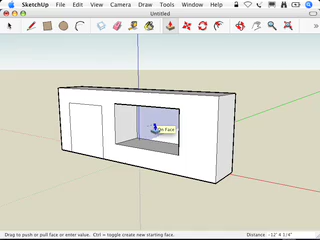 SketchUp File Edit View Camera Draw Tools Window Help
Untitled
On Face
Drag to push or pull face or enter value. Ctrl = toggle create new starting face. Distance -12' 4 1/4"